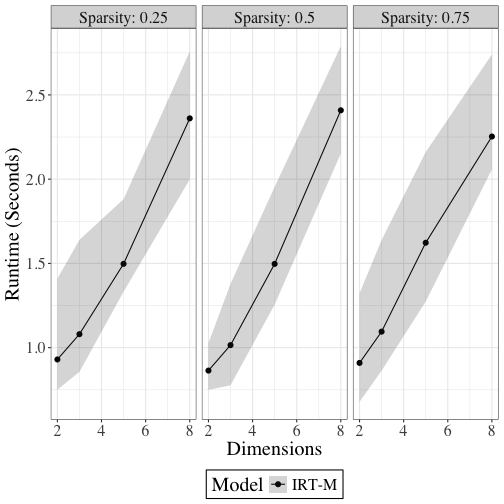 Sparsity: 0.25
Sparsity: 0.5
Sparsity: 0.75
2.5
2.0
1.5
1.0
Runtime (Seconds)
2 4 6 8
2 4 6 8
2 4 6 8
Dimensions
Model IRT-M